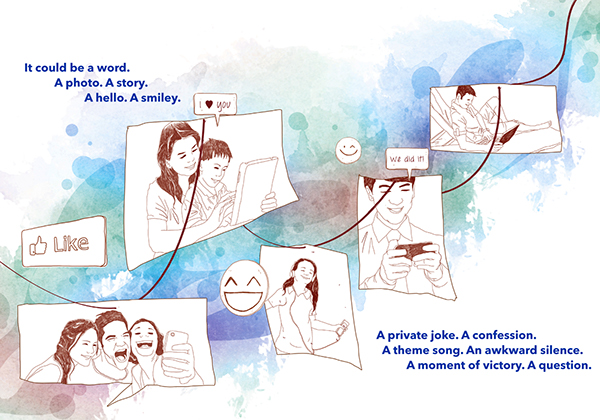 It could be a word.
A photo. A story.
A hello. A smiley.
I ♥ you
We did it!
Like
A private joke. A confession.
A theme song. An awkward silence.
A moment of victory. A question.